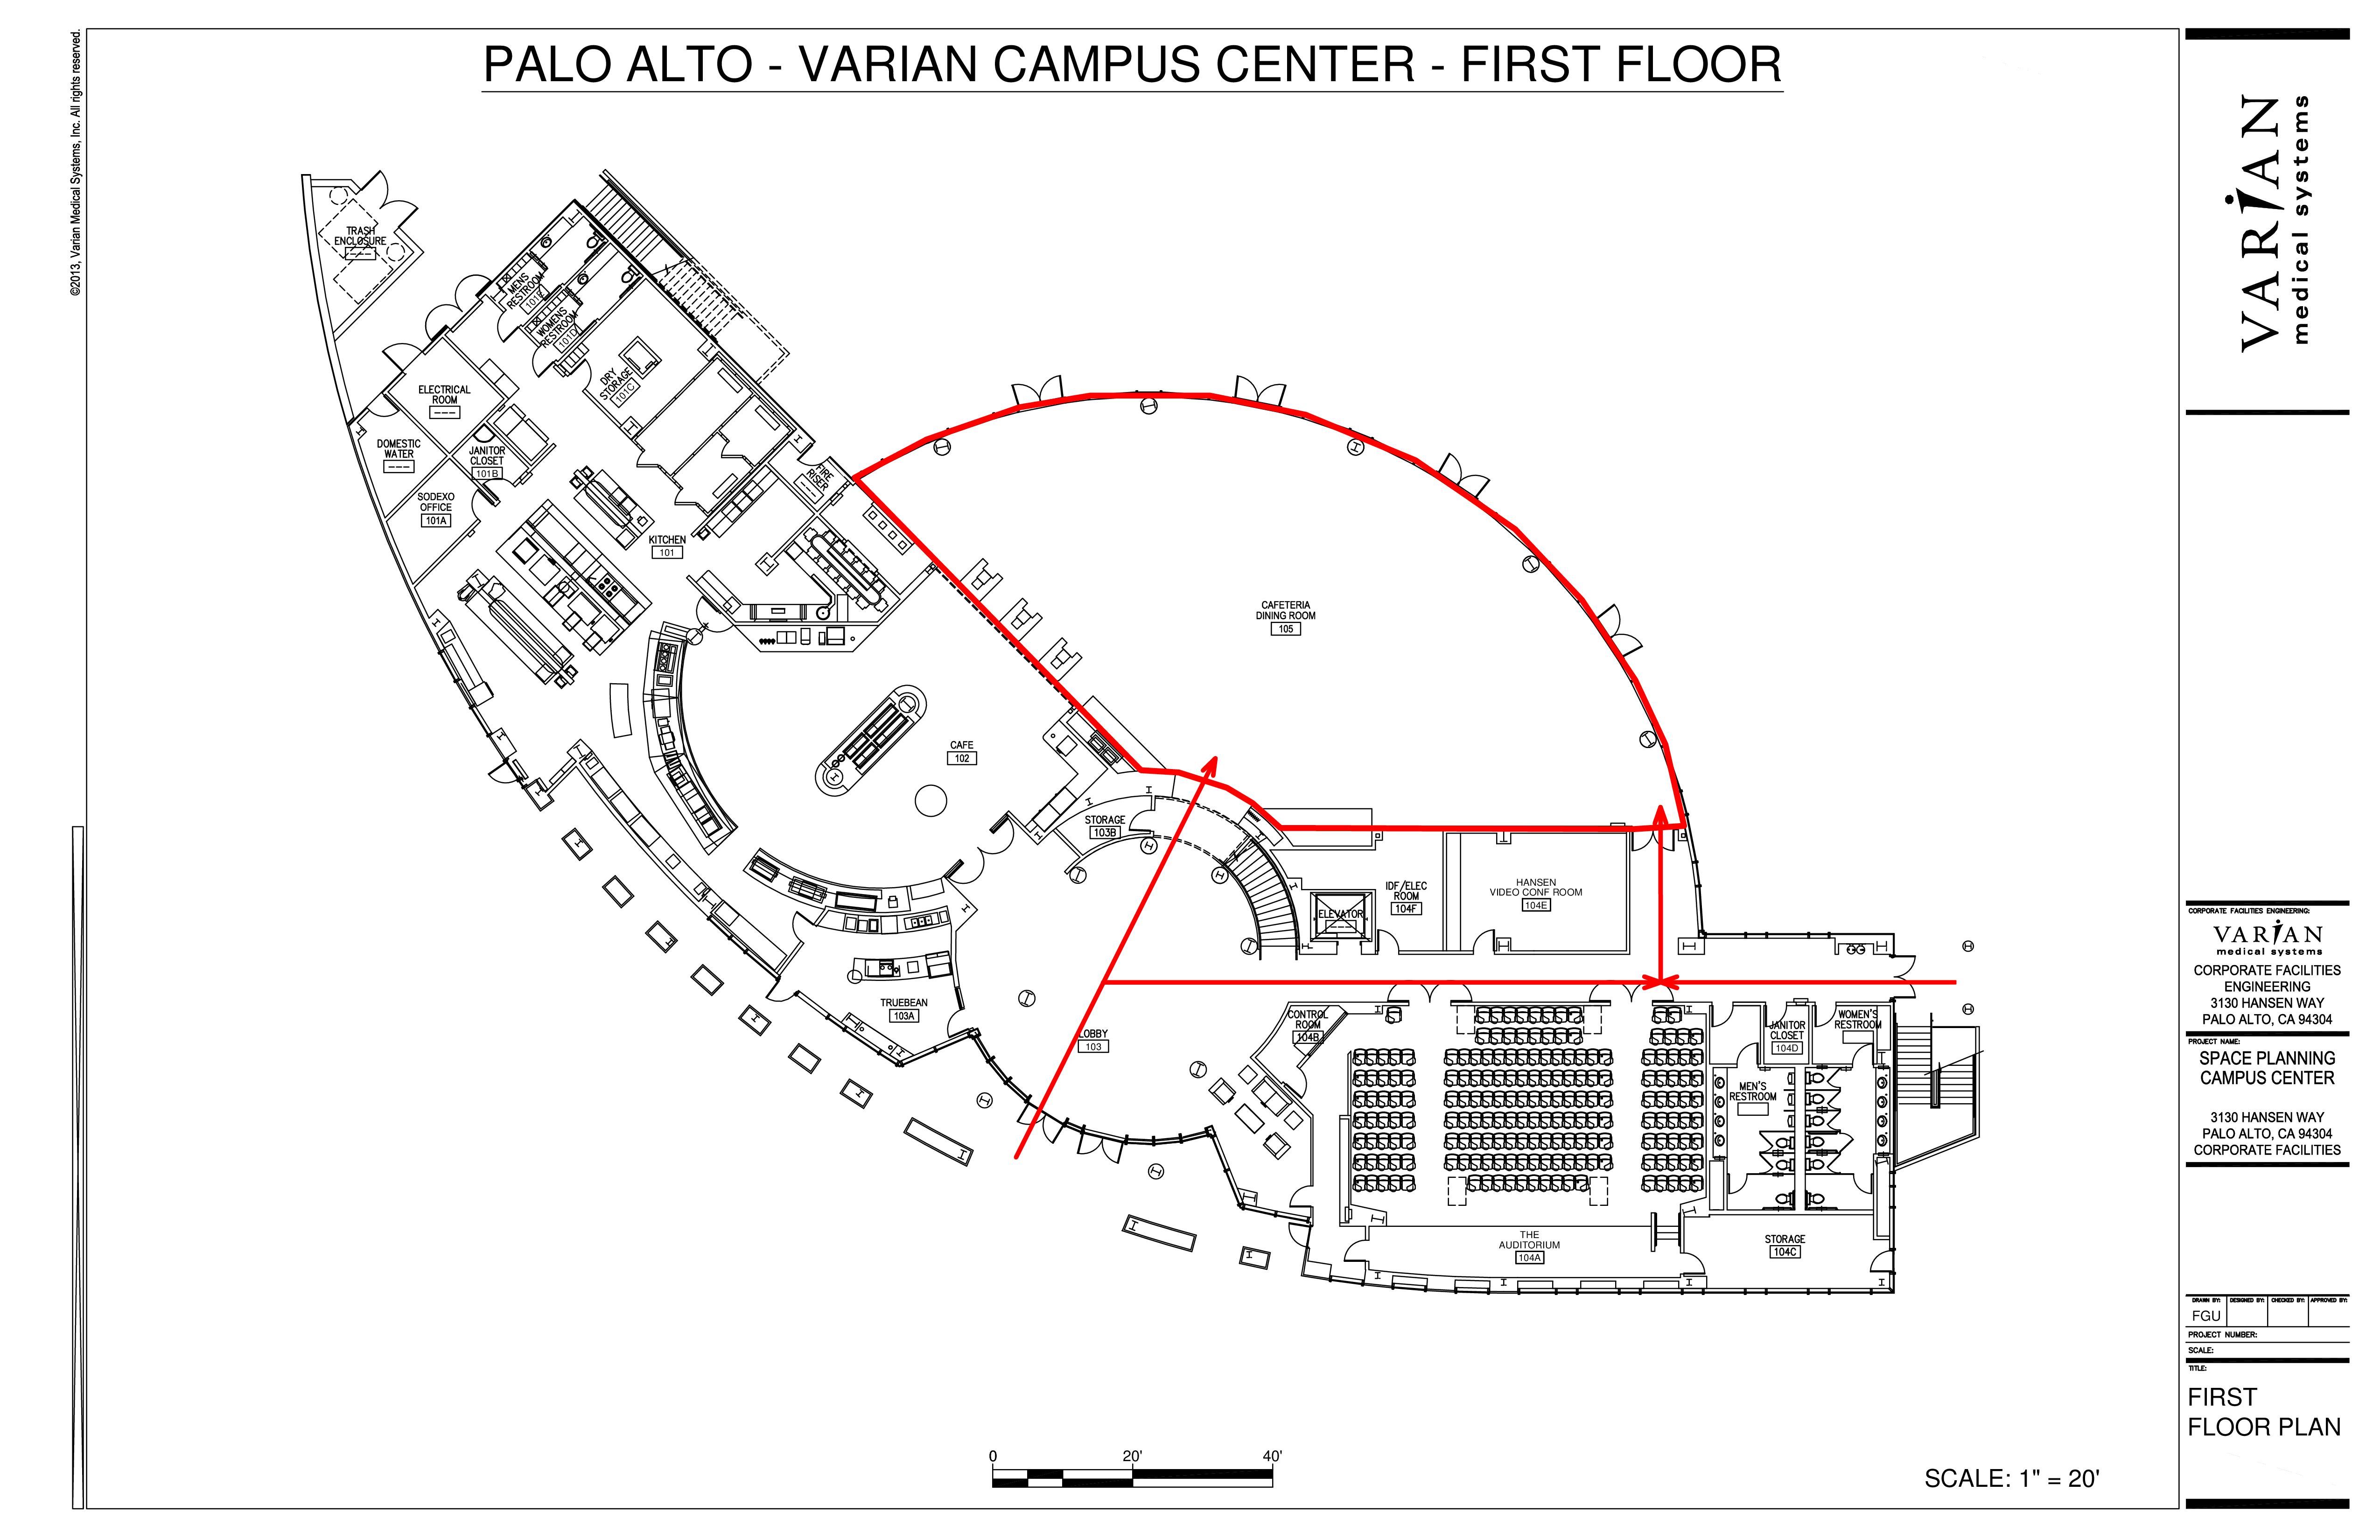 ©2013, Varian Medical Systems, Inc. All rights reserved.
PALO ALTO - VARIAN CAMPUS CENTER - FIRST FLOOR
TRASH
ENCLOSURE
---
MENS
RESTROOM
101E
WOMENS
RESTROOM
101D
DRY
STORAGE
101C
ELECTRICAL
ROOM
---
DOMESTIC
WATER
---
JANITOR
CLOSET
101B
SODEXO
OFFICE
101A
FIRE
RISER
---
KITCHEN
101
CAFETERIA
DINING ROOM
105
CAFE
102
STORAGE
103B
IDF/ELEC
ROOM
104F
HANSEN
VIDEO CONF ROOM
104E
ELEVATOR
TRUEBEAN
103A
LOBBY
103
CONTROL
ROOM
104B
JANITOR
CLOSET
104D
WOMEN'S
RESTROOM
MEN'S
RESTROOM
THE
AUDITORIUM
104A
STORAGE
104C
0 20' 40'
SCALE: 1" = 20'
VARIAN
medical systems
CORPORATE FACILITIES ENGINEERING:
VARIAN
medical systems
CORPORATE FACILITIES
ENGINEERING
3130 HANSEN WAY
PALO ALTO, CA 94304
PROJECT NAME:
SPACE PLANNING
CAMPUS CENTER
3130 HANSEN WAY
PALO ALTO, CA 94304
CORPORATE FACILITIES
DRAWN BY: DESIGNED BY: CHECKED BY: APPROVED BY:
FGU
PROJECT NUMBER:
SCALE:
TITLE:
FIRST
FLOOR PLAN